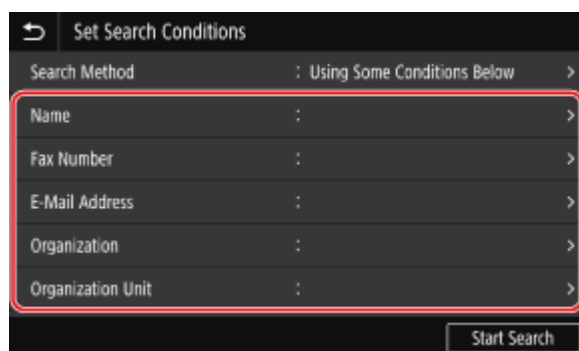 Set Search Conditions
Search Method : Using Some Conditions Below >
Name : >
Fax Number : >
E-Mail Address : >
Organization : >
Organization Unit : >
Start Search